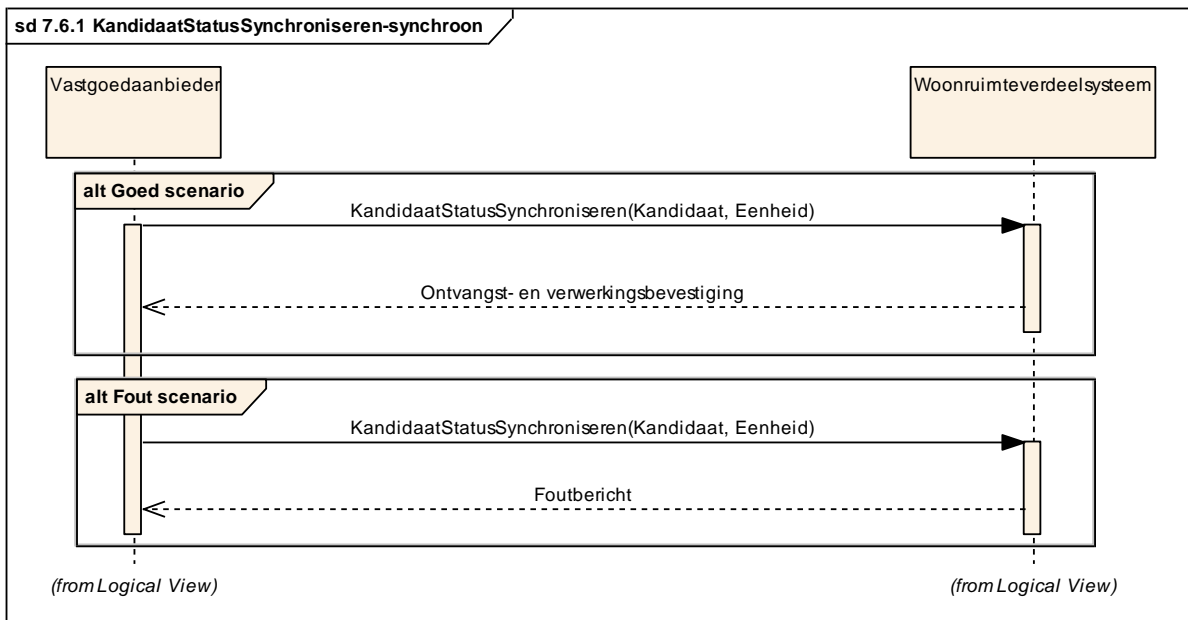 sd 7.6.1 KandidaatStatusSynchroniseren-synchroon
Vastgoedaanbieder
Woonruimteverdeelsysteem
alt Goed scenario
KandidaatStatusSynchroniseren(Kandidaat, Eenheid)
Ontvangst- en verwerkingsbevestiging
alt Fout scenario
KandidaatStatusSynchroniseren(Kandidaat, Eenheid)
Foutbericht
(from Logical View)
(from Logical View)